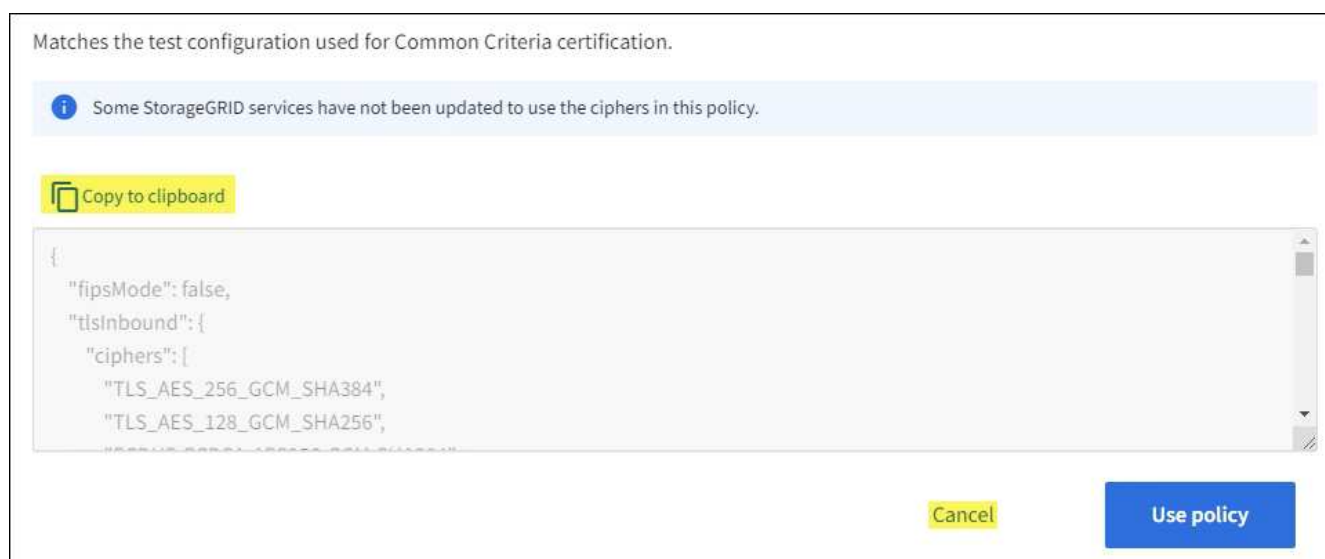 Matches the test configuration used for Common Criteria certification.
Some StorageGRID services have not been updated to use the ciphers in this policy.
Copy to clipboard
{
"fipsMode": false,
"tlsInbound": {
"ciphers": [
"TLS_AES_256_GCM_SHA384",
"TLS_AES_128_GCM_SHA256",
Cancel
Use policy